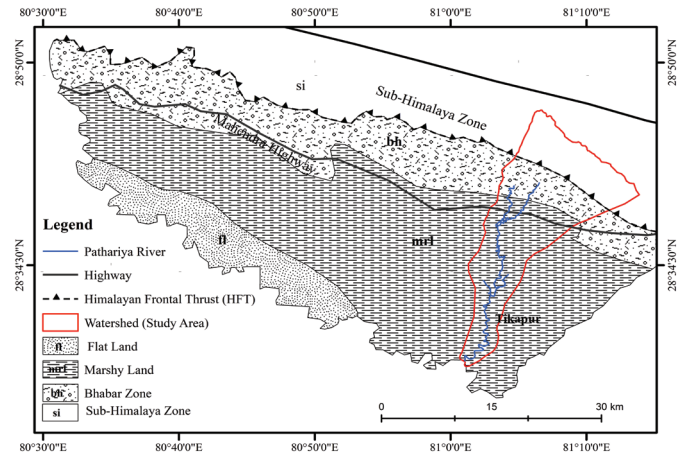 80°30'0"E 80°40'0"E 80°50'0"E 81°0'0"E 81°10'0"E
28°50'0"N
28°50'0"N
si
Sub-Himalaya Zone
Mahendra Highway
bh
mrl
fl
28°34'30"N
28°34'30"N
Tikapur
Legend
Pathariya River
Highway
Himalayan Frontal Thrust (HFT)
Watershed (Study Area)
fl Flat Land
mrl Marshy Land
bh Bhabar Zone
si Sub-Himalaya Zone
0 15 30 km
80°30'0"E 80°40'0"E 80°50'0"E 81°0'0"E 81°10'0"E